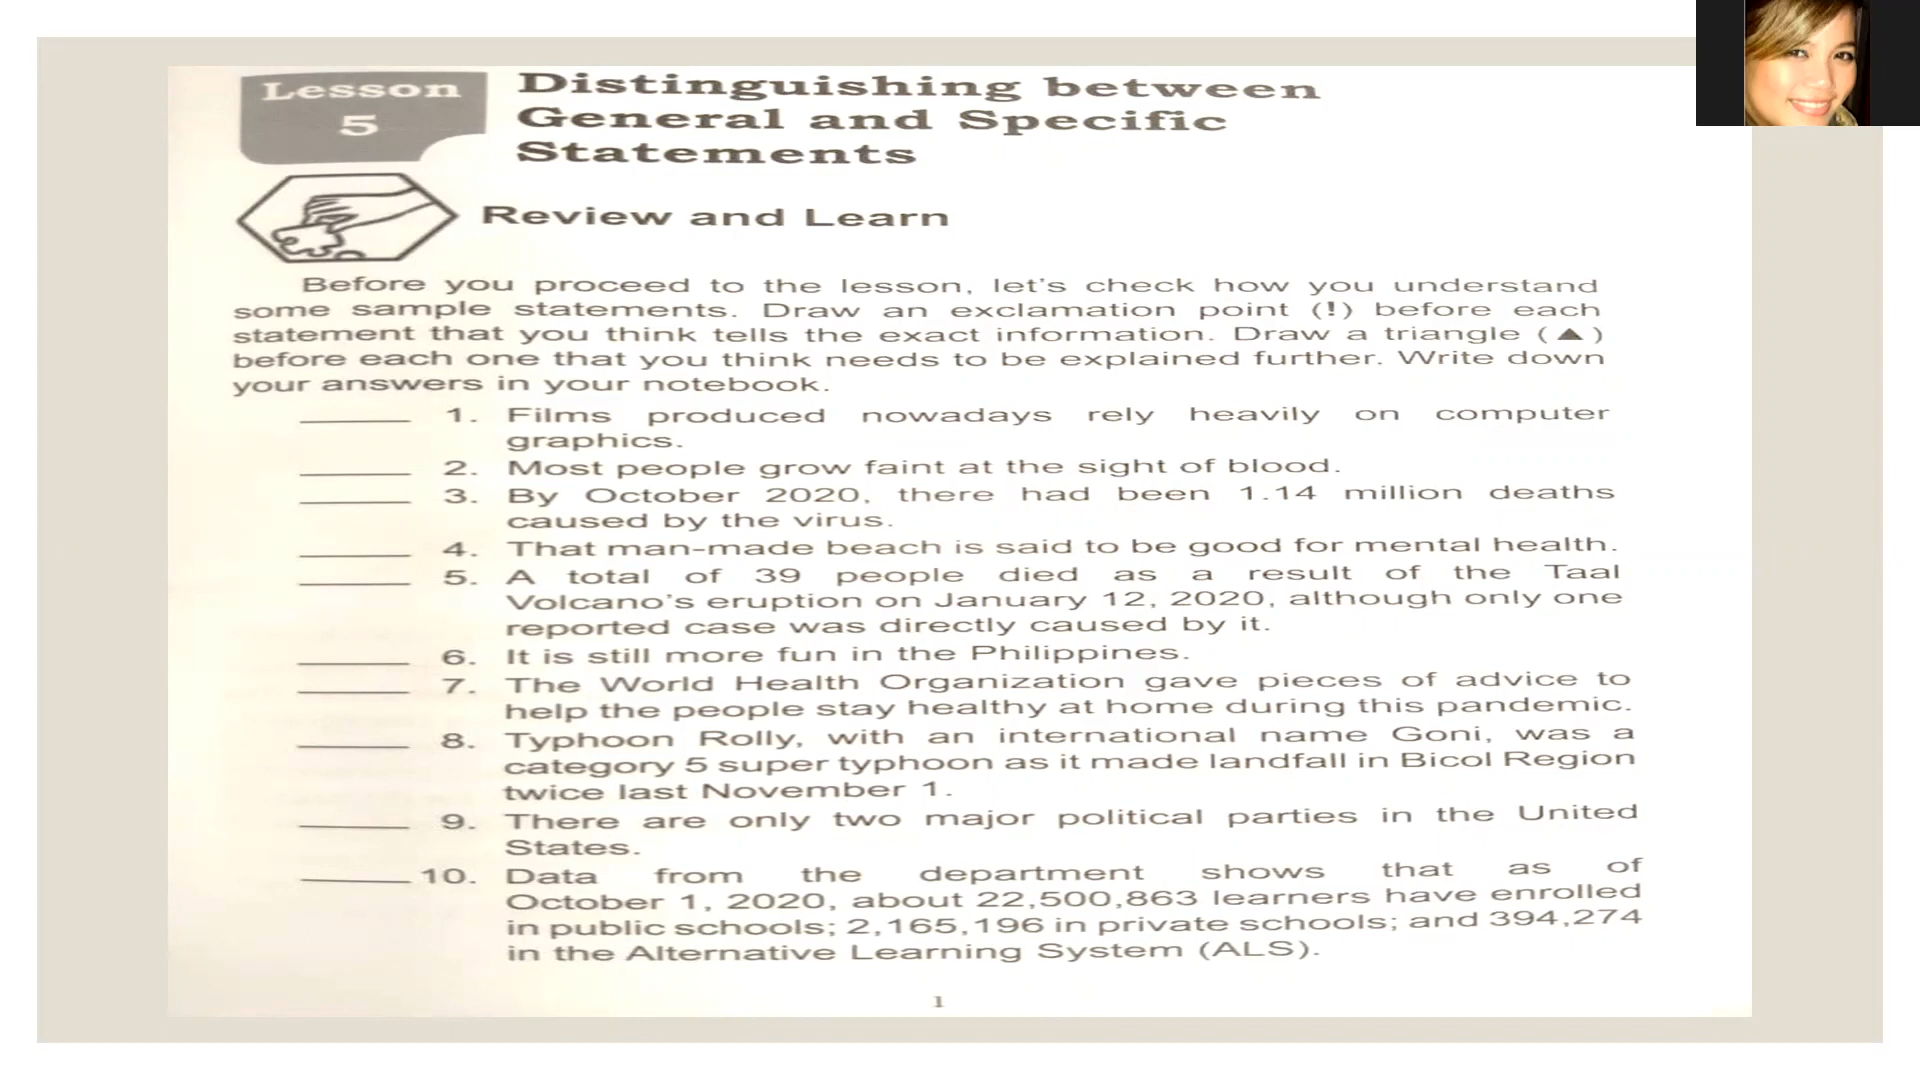 Lesson
5
Distinguishing between
General and Specific
Statements
Review and Learn
Before you proceed to the lesson, let's check how you understand
some sample statements. Draw an exclamation point (!) before each
statement that you think tells the exact information. Draw a triangle (▲)
before each one that you think needs to be explained further. Write down
your answers in your notebook.
______ 1. Films produced nowadays rely heavily on computer
graphics.
______ 2. Most people grow faint at the sight of blood.
______ 3. By October 2020, there had been 1.14 million deaths
caused by the virus.
______ 4. That man-made beach is said to be good for mental health.
______ 5. A total of 39 people died as a result of the Taal
Volcano's eruption on January 12, 2020, although only one
reported case was directly caused by it.
______ 6. It is still more fun in the Philippines.
______ 7. The World Health Organization gave pieces of advice to
help the people stay healthy at home during this pandemic.
______ 8. Typhoon Rolly, with an international name Goni, was a
category 5 super typhoon as it made landfall in Bicol Region
twice last November 1.
______ 9. There are only two major political parties in the United
States.
______ 10. Data from the department shows that as of
October 1, 2020, about 22,500,863 learners have enrolled
in public schools; 2,165,196 in private schools; and 394,274
in the Alternative Learning System (ALS).
1